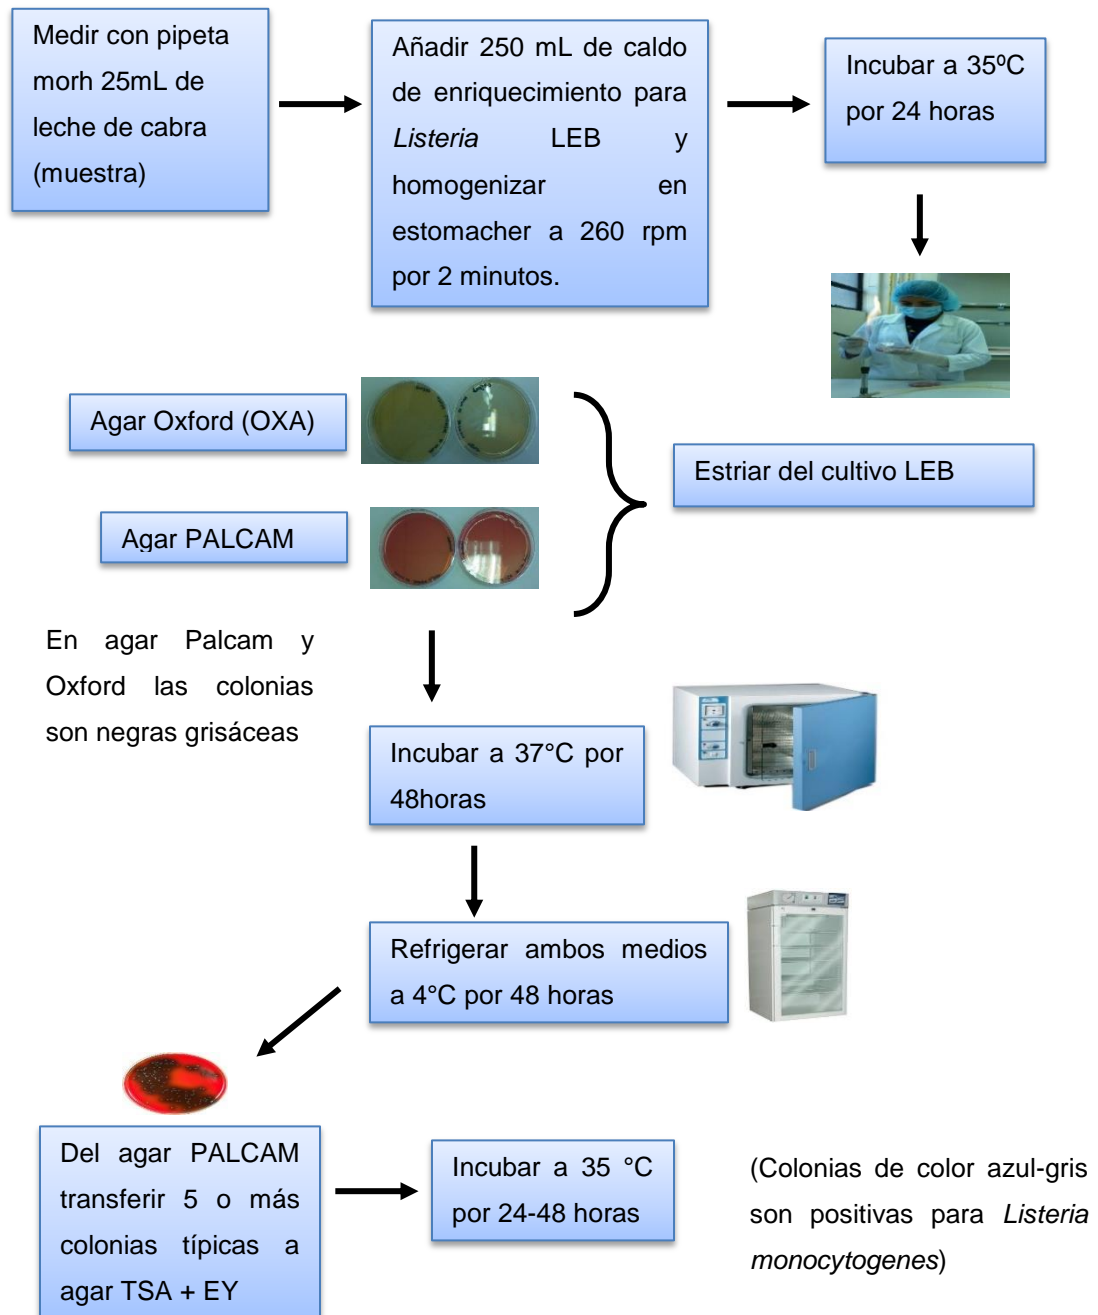 Medir con pipeta
morh 25mL de
leche de cabra
(muestra)
Añadir 250 mL de caldo
de enriquecimiento para
Listeria LEB y
homogenizar en
estomacher a 260 rpm
por 2 minutos.
Incubar a 35ºC
por 24 horas
Agar Oxford (OXA)
Estriar del cultivo LEB
Agar PALCAM
En agar Palcam y
Oxford las colonias
son negras grisáceas
Incubar a 37°C por
48horas
Refrigerar ambos medios
a 4°C por 48 horas
Del agar PALCAM
transferir 5 o más
colonias típicas a
agar TSA + EY
Incubar a 35 °C
por 24-48 horas
(Colonias de color azul-gris
son positivas para Listeria
monocytogenes)